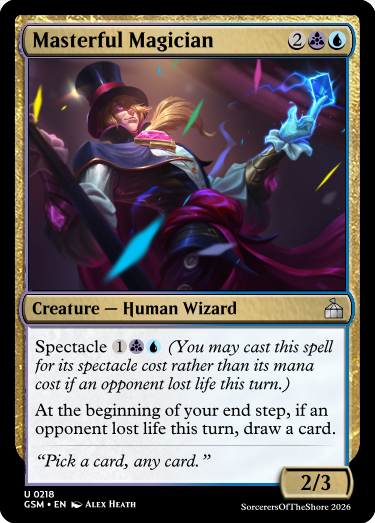 Masterful Magician 2
Creature — Human Wizard
Spectacle 1 (You may cast this spell
for its spectacle cost rather than its mana
cost if an opponent lost life this turn.)
At the beginning of your end step, if an
opponent lost life this turn, draw a card.
“Pick a card, any card.”
2/3
U 0218
GSM • EN Alex Heath
SorcerersOfTheShore 2026